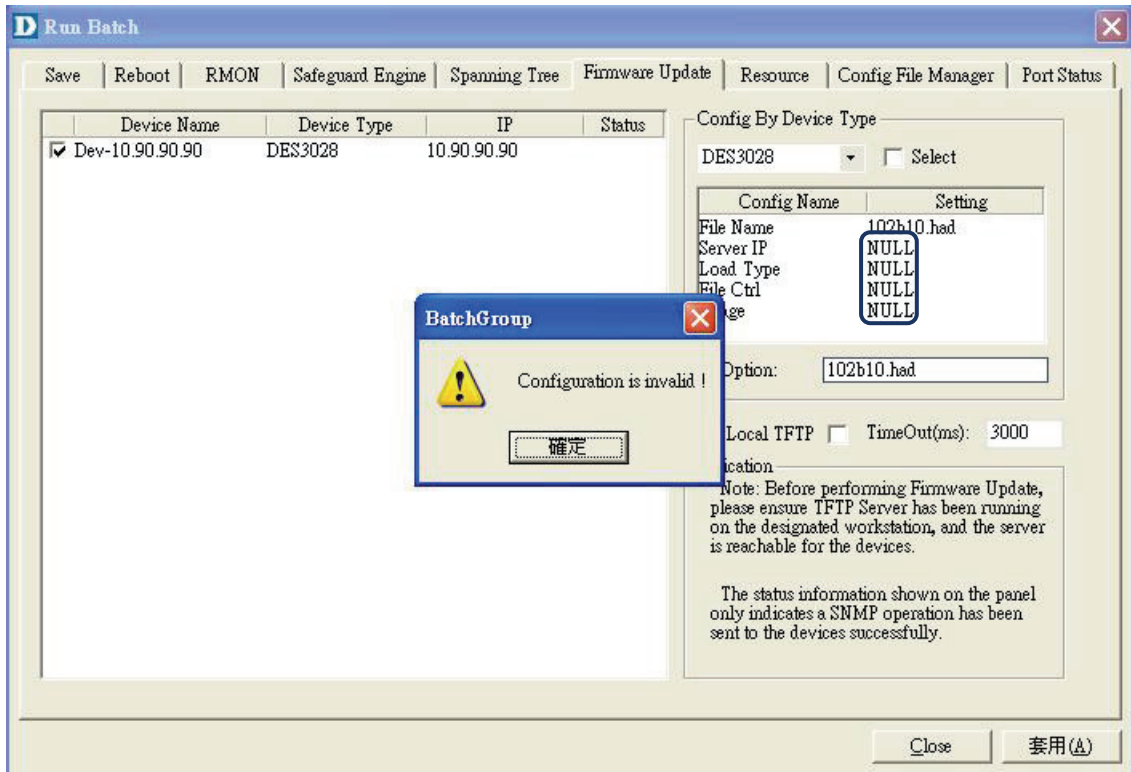 D Run Batch
Save Reboot RMON Safeguard Engine Spanning Tree Firmware Update Resource Config File Manager Port Status
Device Name Device Type IP Status
Dev-10.90.90.90 DES3028 10.90.90.90
Config By Device Type
DES3028 Select
Config Name Setting
File Name 102b10.had
Server IP NULL
Load Type NULL
File Ctrl NULL
NULL
BatchGroup
Configuration is invalid !
確定
Option: 102b10.had
Local TFTP TimeOut(ms): 3000
Note: Before performing Firmware Update,
please ensure TFTP Server has been running
on the designated workstation, and the server
is reachable for the devices.
The status information shown on the panel
only indicates a SNMP operation has been
sent to the devices successfully.
Close 套用(A)